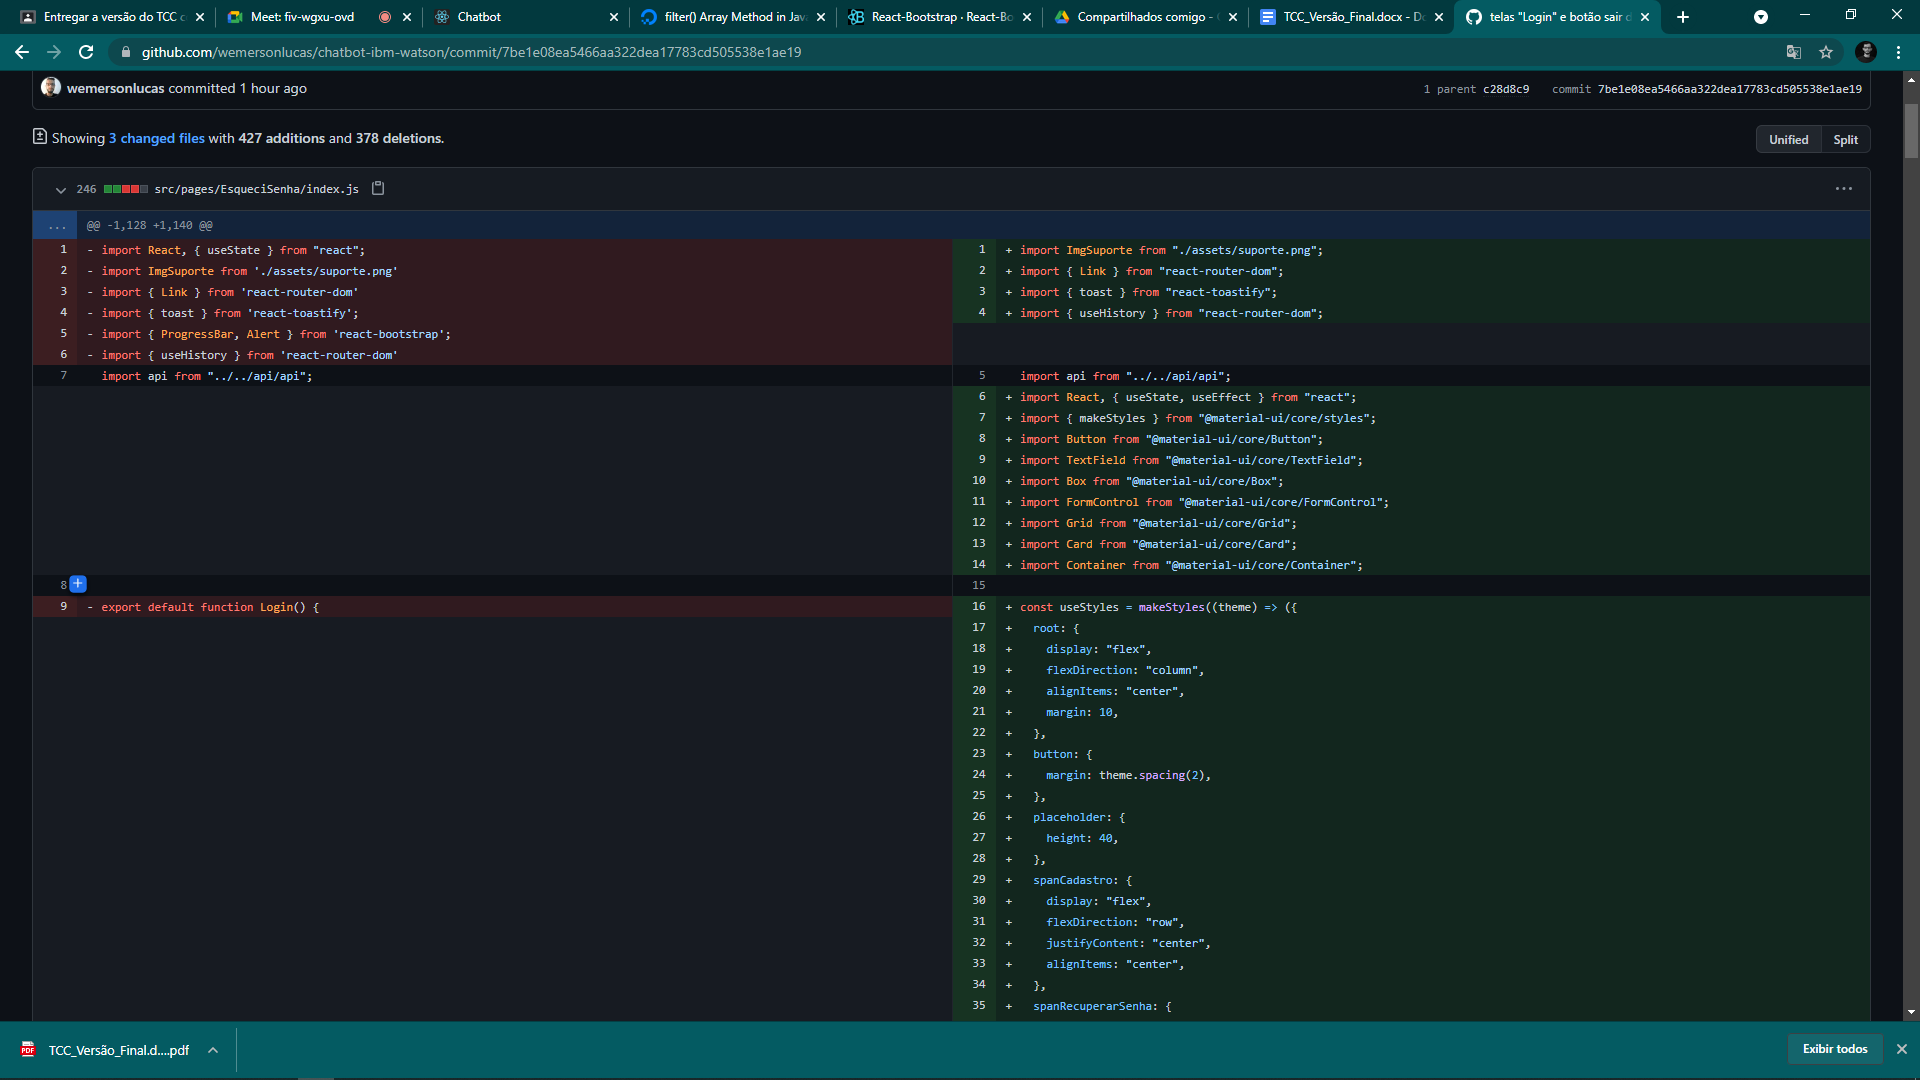 Entregar a versão do TCC c
Meet: fiv-wgxu-ovd
Chatbot
filter() Array Method in Jav
React-Bootstrap · React-Bo
Compartilhados comigo -
TCC_Versão_Final.docx - Do
telas "Login" e botão sair d
github.com/wemersonlucas/chatbot-ibm-watson/commit/7be1e08ea5466aa322dea17783cd505538e1ae19
wemersonlucas committed 1 hour ago
1 parent c28d8c9 commit 7be1e08ea5466aa322dea17783cd505538e1ae19
Showing 3 changed files with 427 additions and 378 deletions.
Unified Split
246 src/pages/EsqueciSenha/index.js
... @@ -1,128 +1,140 @@
1 - import React, { useState } from "react";
2 - import ImgSuporte from './assets/suporte.png'
3 - import { Link } from 'react-router-dom'
4 - import { toast } from 'react-toastify';
5 - import { ProgressBar, Alert } from 'react-bootstrap';
6 - import { useHistory } from 'react-router-dom'
7 import api from "../../api/api";
8
9 - export default function Login() {
1 + import ImgSuporte from "./assets/suporte.png";
2 + import { Link } from "react-router-dom";
3 + import { toast } from "react-toastify";
4 + import { useHistory } from "react-router-dom";
5 import api from "../../api/api";
6 + import React, { useState, useEffect } from "react";
7 + import { makeStyles } from "@material-ui/core/styles";
8 + import Button from "@material-ui/core/Button";
9 + import TextField from "@material-ui/core/TextField";
10 + import Box from "@material-ui/core/Box";
11 + import FormControl from "@material-ui/core/FormControl";
12 + import Grid from "@material-ui/core/Grid";
13 + import Card from "@material-ui/core/Card";
14 + import Container from "@material-ui/core/Container";
15
16 + const useStyles = makeStyles((theme) => ({
17 + root: {
18 + display: "flex",
19 + flexDirection: "column",
20 + alignItems: "center",
21 + margin: 10,
22 + },
23 + button: {
24 + margin: theme.spacing(2),
25 + },
26 + placeholder: {
27 + height: 40,
28 + },
29 + spanCadastro: {
30 + display: "flex",
31 + flexDirection: "row",
32 + justifyContent: "center",
33 + alignItems: "center",
34 + },
35 + spanRecuperarSenha: {
TCC_Versão_Final.d....pdf
Exibir todos